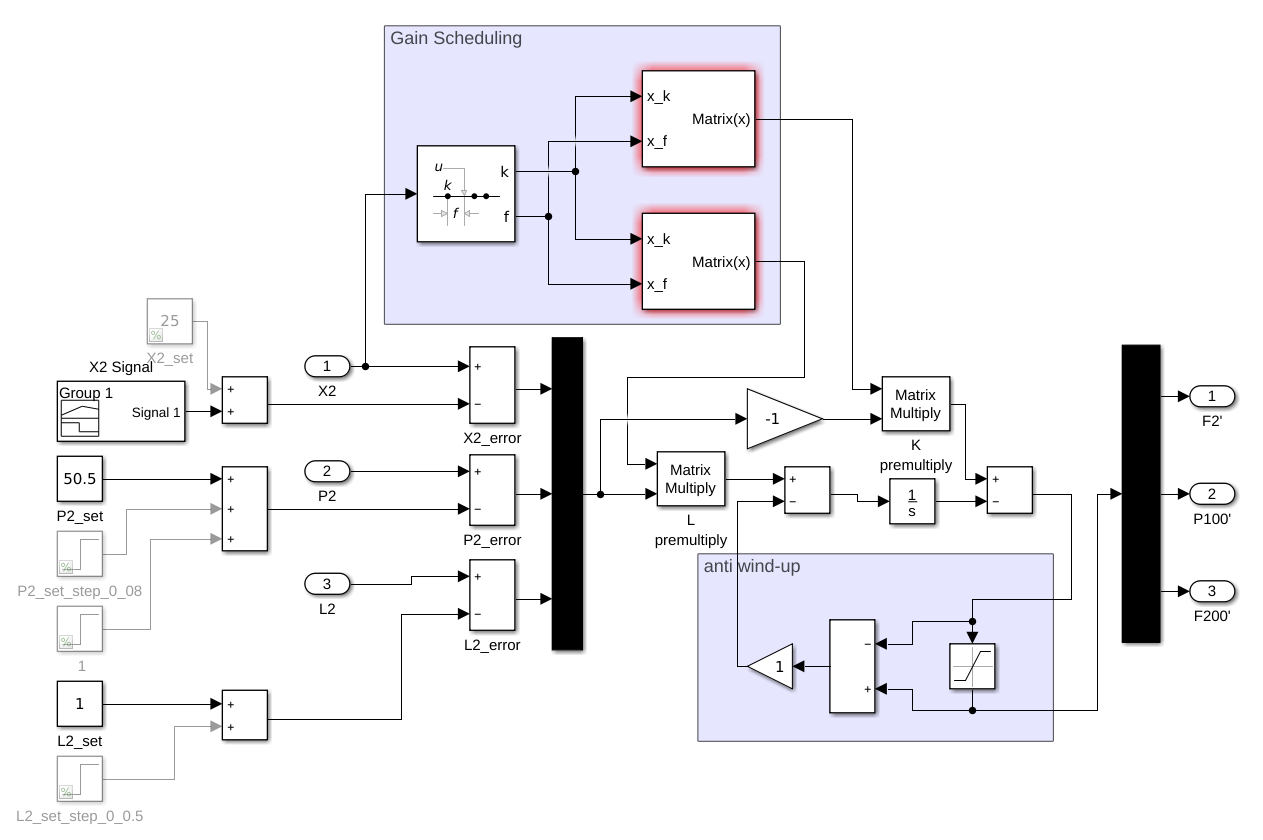 Gain Scheduling
x_k
x_f
Matrix(x)
u
k
f
k
f
x_k
x_f
Matrix(x)
25
%
X2_set
X2 Signal
Group 1
Signal 1
+
+
1
X2
+
−
X2_error
50.5
P2_set
%
P2_set_step_0_08
%
1
+
+
+
2
P2
+
−
P2_error
1
L2_set
%
L2_set_step_0_0.5
+
+
3
L2
+
−
L2_error
-1
Matrix
Multiply
K
premultiply
Matrix
Multiply
L
premultiply
+
−
1
s
+
−
anti wind-up
1
−
+
1
F2'
2
P100'
3
F200'